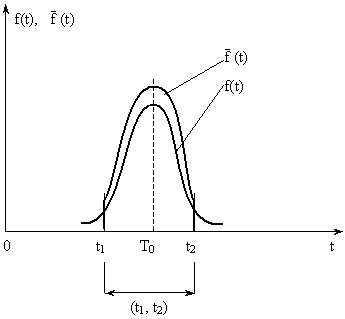 f(t), f̄ (t)
f̄ (t)
f(t)
0 t₁ T₀ t₂ t
(t₁, t₂)